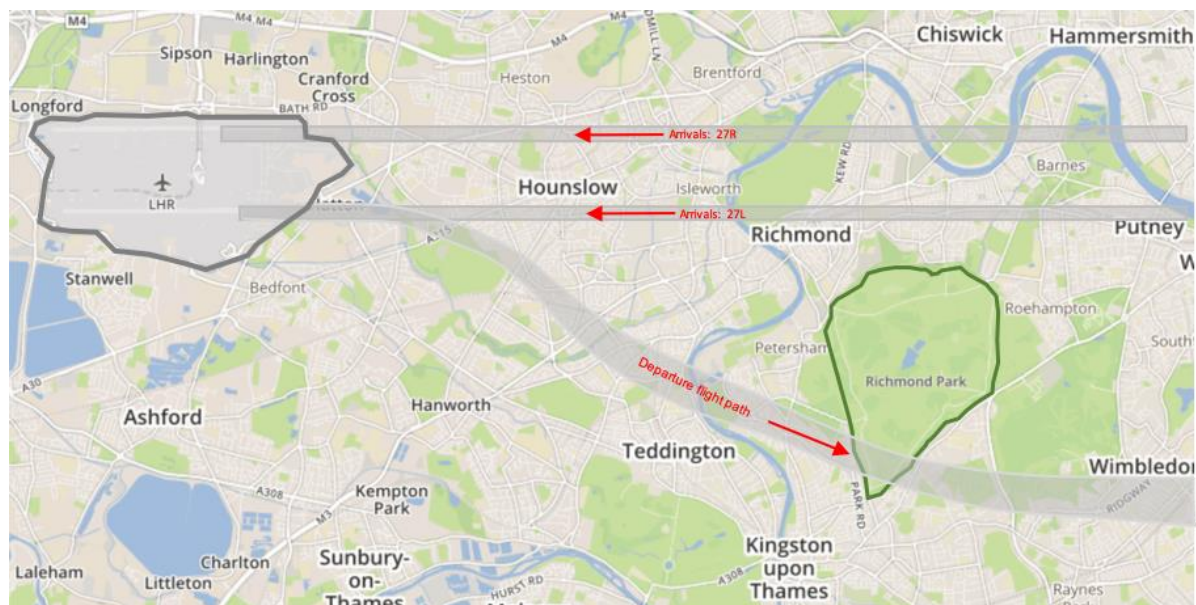 M4
M4 M4
M4
DMILL LN
Chiswick
Hammersmith
Sipson
Harlington
Cranford
Cross
Heston
M4
Brentford
Longford
BATH RD
Arrivals: 27R
KEW RD
Barnes
LHR
Hounslow
Isleworth
Arrivals: 27L
Putney
W
A315
Richmond
Stanwell
Bedfont
Roehampton
South
Petersham
A30
Departure flight path
Richmond Park
Ashford
Hanworth
Teddington
Wimbledon
A308
Kempton
Park
PARK RD
RIDGWAY
M3
Charlton
Sunbury-
on-
Thames
Kingston
upon
Thames
Laleham
Littleton
HURST RD
A308
Raynes